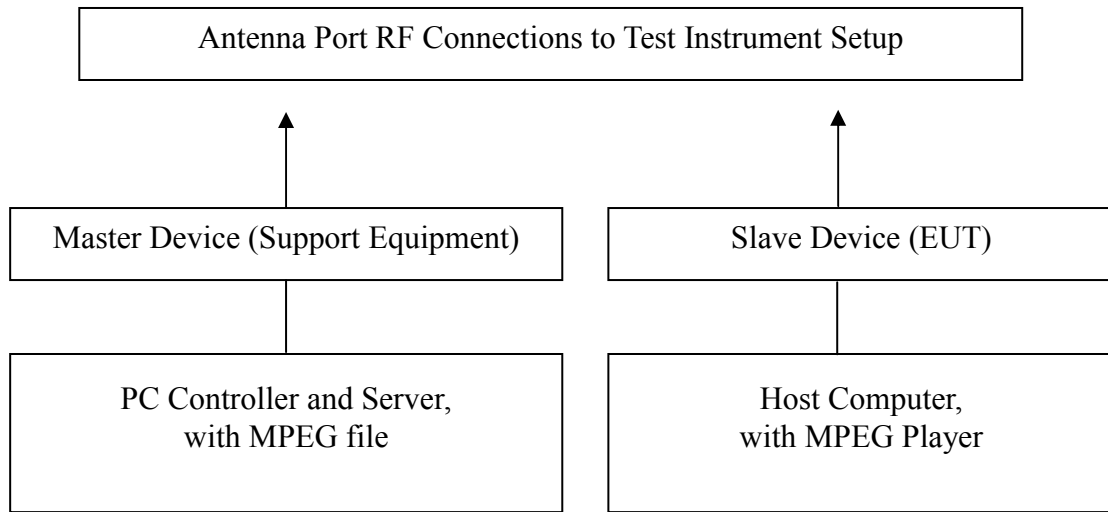 Antenna Port RF Connections to Test Instrument Setup
Master Device (Support Equipment)
Slave Device (EUT)
PC Controller and Server,
with MPEG file
Host Computer,
with MPEG Player